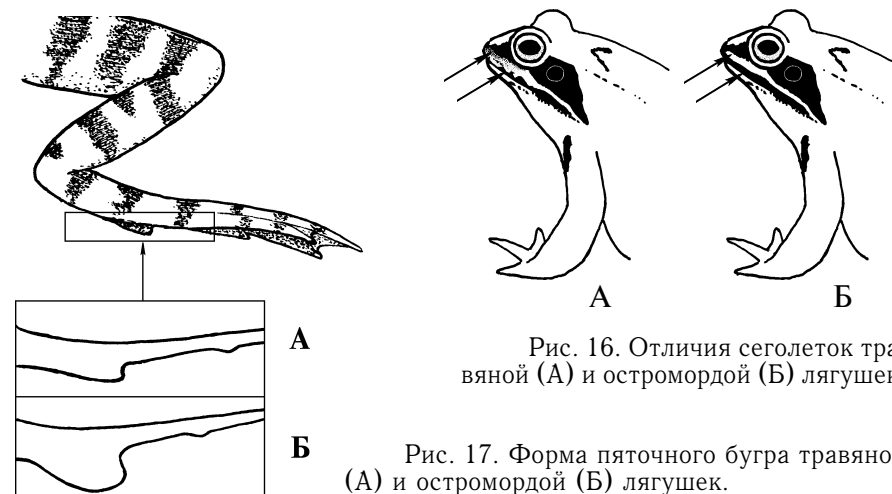 А
Б
Рис. 16. Отличия сеголеток тра
вяной (А) и остромордой (Б) лягушек
А
Б
Рис. 17. Форма пяточного бугра травяно
(А) и остромордой (Б) лягушек.